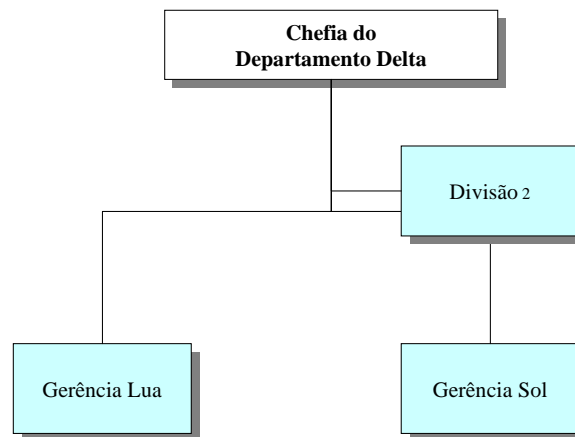 Chefia do
Departamento Delta
Divisão 2
Gerência Lua
Gerência Sol